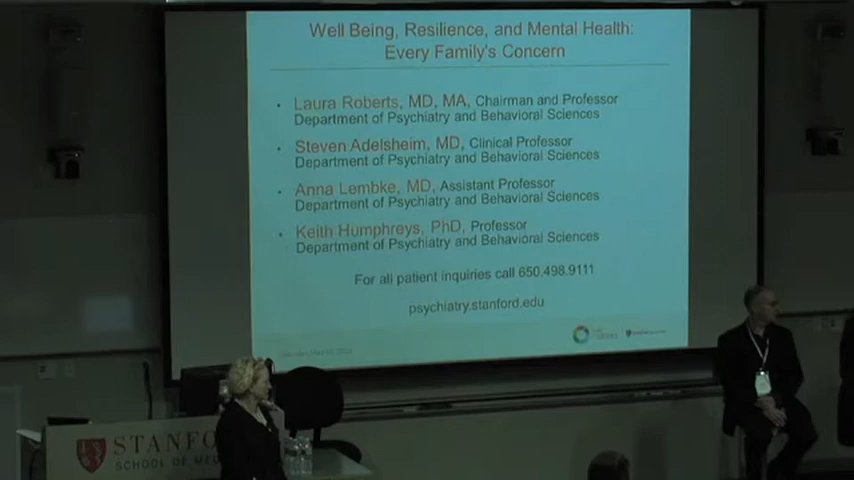 Well Being, Resilience, and Mental Health:
Every Family's Concern
• Laura Roberts, MD, MA, Chairman and Professor
Department of Psychiatry and Behavioral Sciences
• Steven Adelsheim, MD, Clinical Professor
Department of Psychiatry and Behavioral Sciences
• Anna Lembke, MD, Assistant Professor
Department of Psychiatry and Behavioral Sciences
• Keith Humphreys, PhD, Professor
Department of Psychiatry and Behavioral Sciences
For all patient inquiries call 650.498.9111
psychiatry.stanford.edu
STANFO
SCHOOL OF